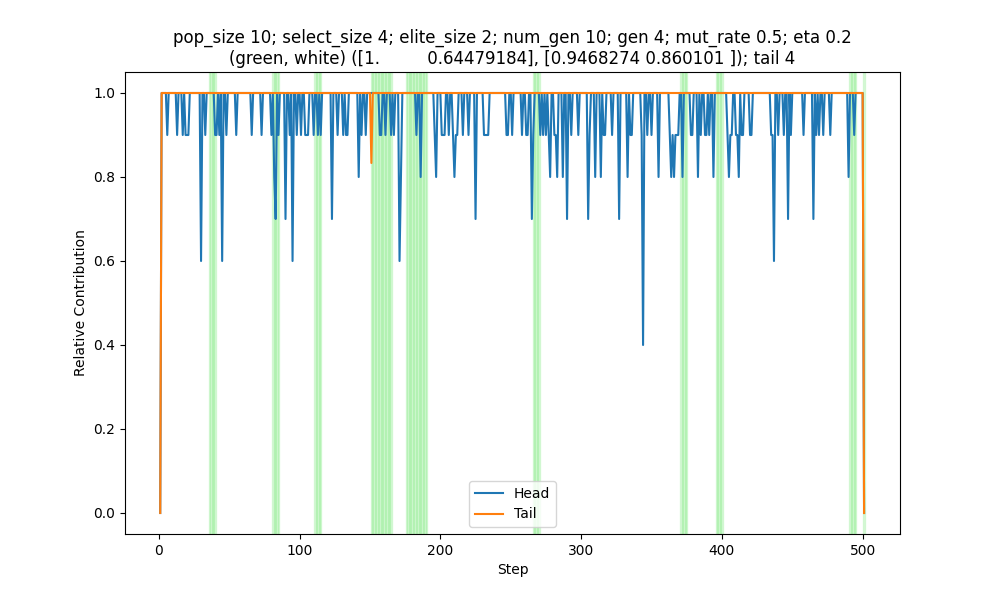 pop_size 10; select_size 4; elite_size 2; num_gen 10; gen 4; mut_rate 0.5; eta 0.2
(green, white) ([1.         0.64479184], [0.9468274 0.860101 ]); tail 4
1.0
0.8
0.6
0.4
0.2
0.0
Relative Contribution
Head
Tail
0 100 200 300 400 500
Step